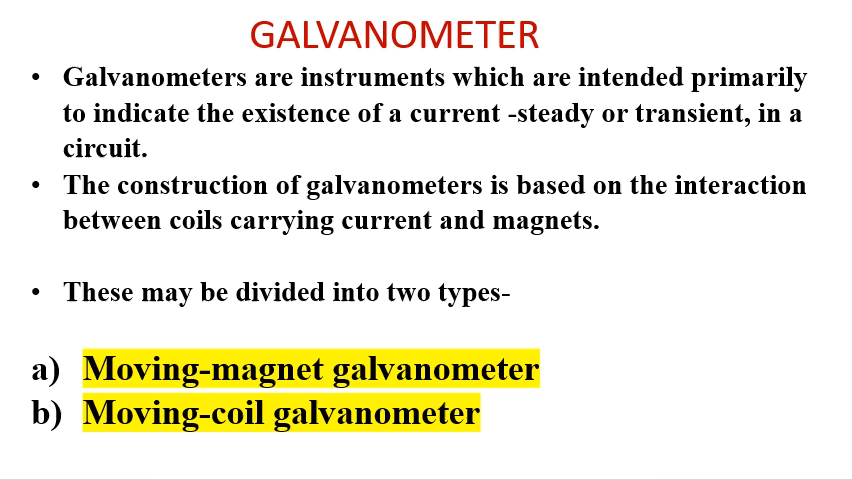 GALVANOMETER
• Galvanometers are instruments which are intended primarily
to indicate the existence of a current -steady or transient, in a
circuit.
• The construction of galvanometers is based on the interaction
between coils carrying current and magnets.
• These may be divided into two types-
a) Moving-magnet galvanometer
b) Moving-coil galvanometer